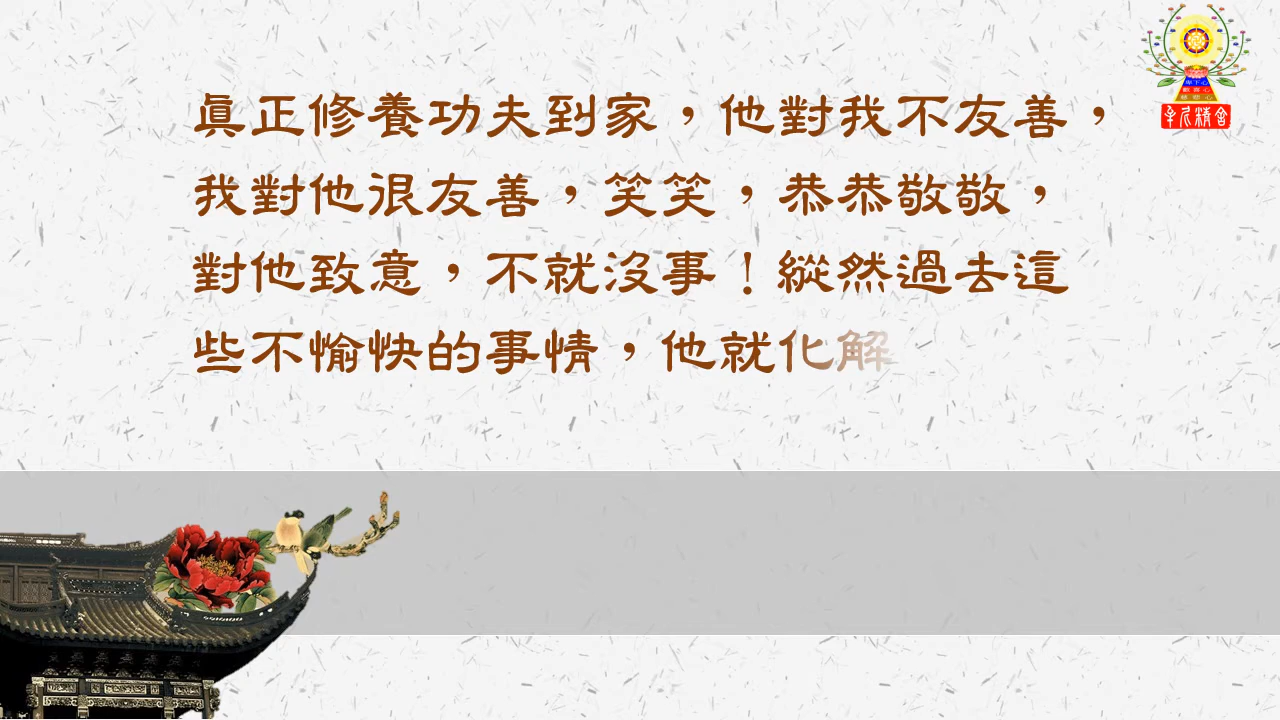 眞正修養功夫到家，他對我不友善，
我對他很友善，笑笑，恭恭敬敬，
對他致意，不就沒事！縱然過去這
些不愉快的事情，他就化解